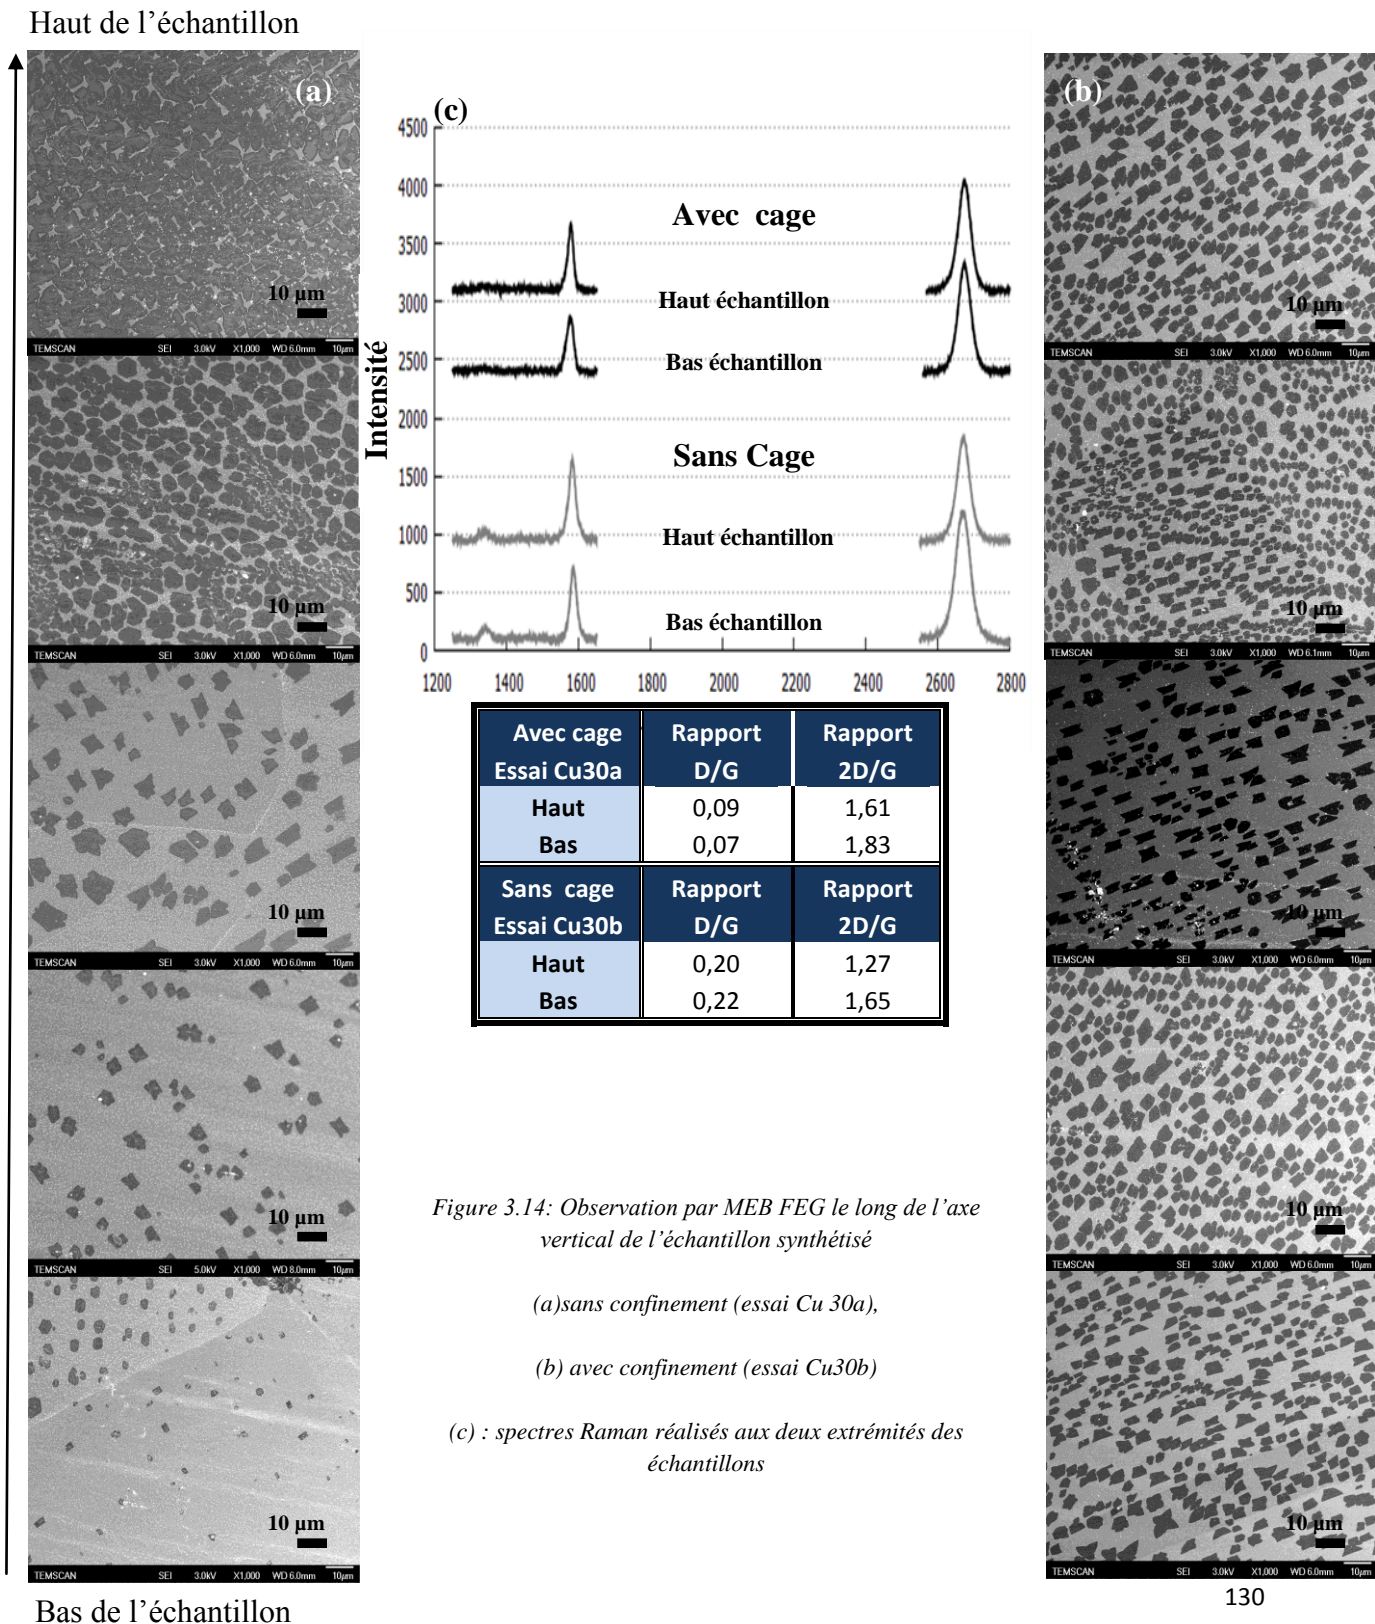 Haut de l'échantillon
(a)
10 µm
TEMSCAN SEI 3.0kV X1,000 WD 6.0mm 10µm
10 µm
TEMSCAN SEI 3.0kV X1,000 WD 6.0mm 10µm
10 µm
TEMSCAN SEI 3.0kV X1,000 WD 6.0mm 10µm
10 µm
TEMSCAN SEI 5.0kV X1,000 WD 8.0mm 10µm
10 µm
TEMSCAN SEI 3.0kV X1,000 WD 6.0mm 10µm
Bas de l'échantillon
(c)
Intensité
4500
4000
3500
3000
2500
2000
1500
1000
500
0
Avec cage
Haut échantillon
Bas échantillon
Sans Cage
Haut échantillon
Bas échantillon
1200 1400 1600 1800 2000 2200 2400 2600 2800
Avec cage Rapport Rapport
Essai Cu30a D/G 2D/G
Haut 0,09 1,61
Bas 0,07 1,83
Sans cage Rapport Rapport
Essai Cu30b D/G 2D/G
Haut 0,20 1,27
Bas 0,22 1,65
Figure 3.14: Observation par MEB FEG le long de l'axe
vertical de l'échantillon synthétisé
(a)sans confinement (essai Cu 30a),
(b) avec confinement (essai Cu30b)
(c) : spectres Raman réalisés aux deux extrémités des
échantillons
(b)
10 µm
TEMSCAN SEI 3.0kV X1,000 WD 6.0mm 10µm
10 µm
TEMSCAN SEI 3.0kV X1,000 WD 6.1mm 10µm
10 µm
TEMSCAN SEI 3.0kV X1,000 WD 6.0mm 10µm
10 µm
TEMSCAN SEI 3.0kV X1,000 WD 6.0mm 10µm
10 µm
TEMSCAN SEI 3.0kV X1,000 WD 6.0mm 10µm
130